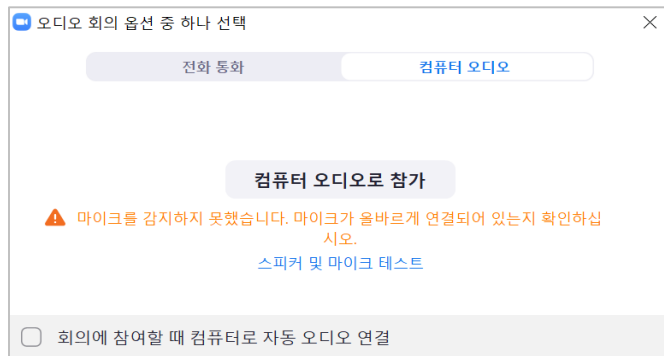 오디오 회의 옵션 중 하나 선택
전화 통화
컴퓨터 오디오
컴퓨터 오디오로 참가
마이크를 감지하지 못했습니다. 마이크가 올바르게 연결되어 있는지 확인하십
시오.
스피커 및 마이크 테스트
회의에 참여할 때 컴퓨터로 자동 오디오 연결